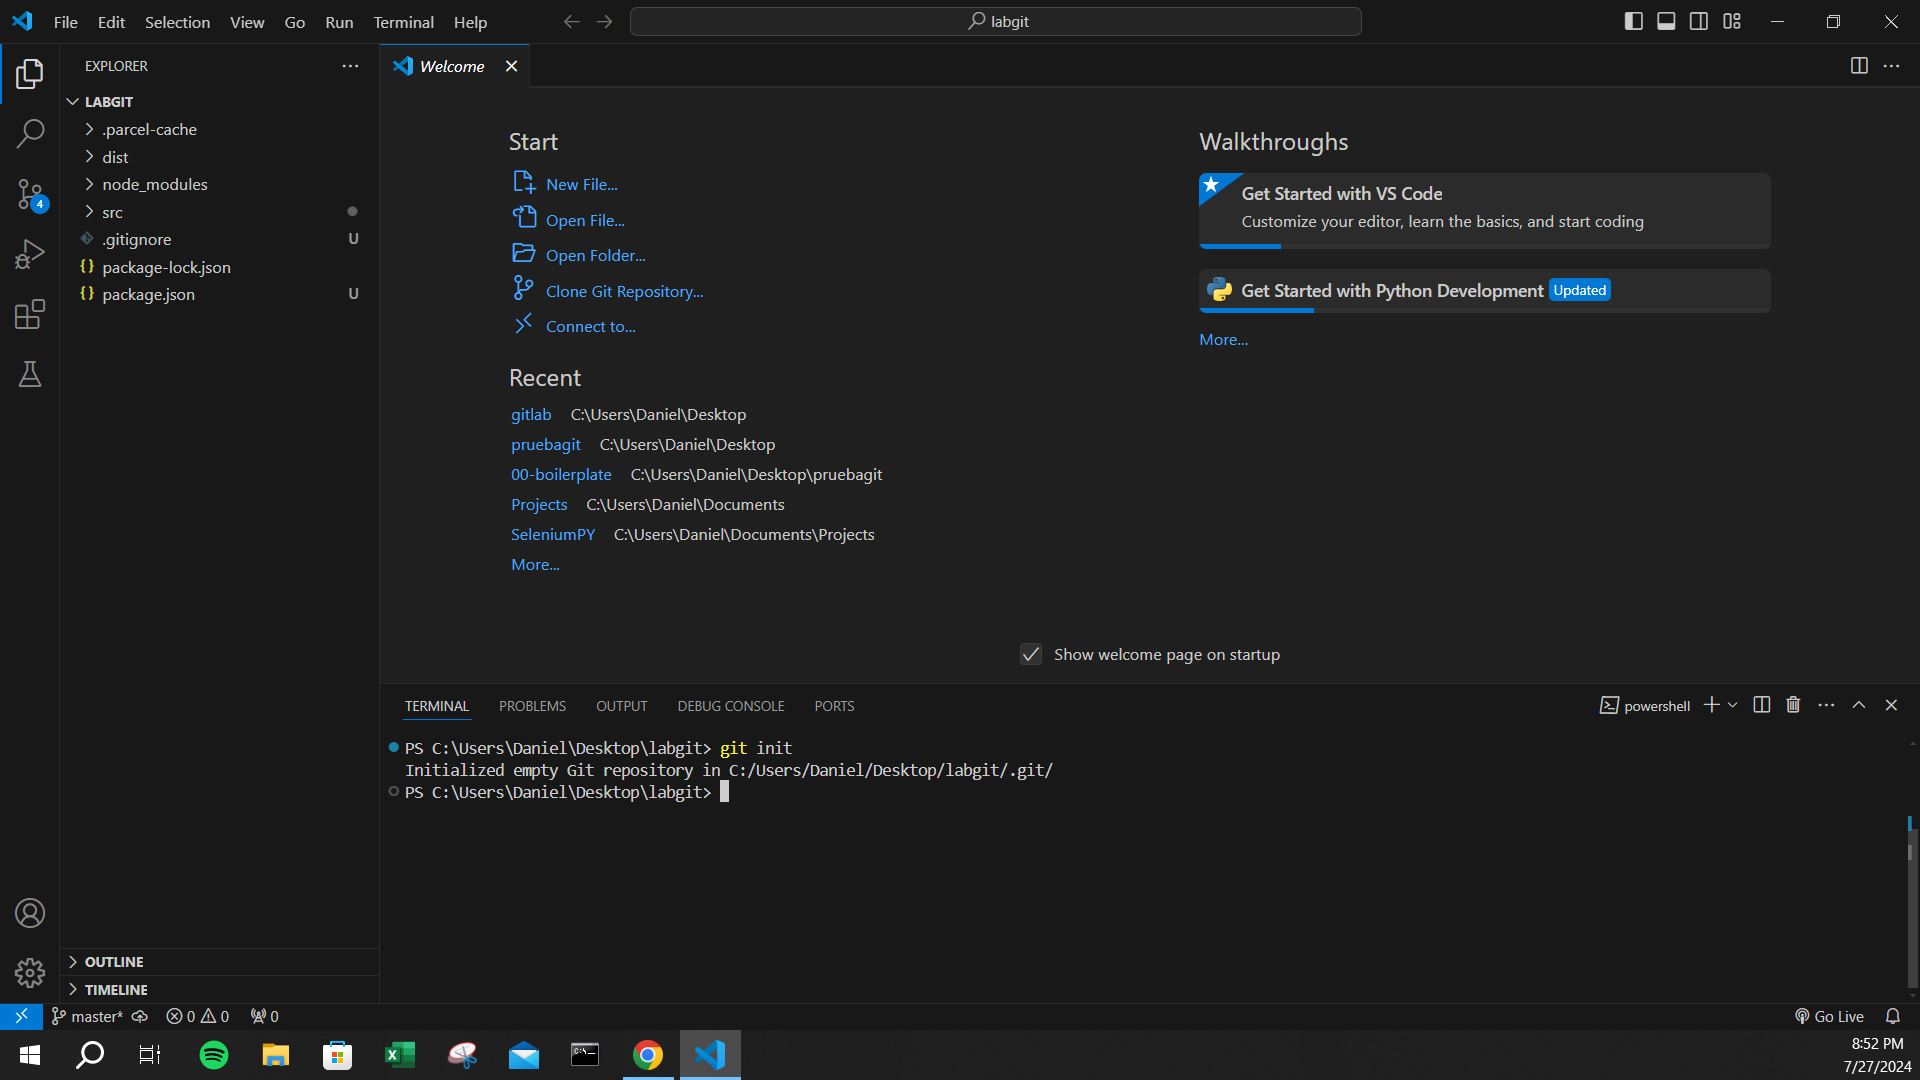 File Edit Selection View Go Run Terminal Help
labgit
EXPLORER
Welcome
LABGIT
.parcel-cache
dist
node_modules
4
src
.gitignore U
package-lock.json
package.json U
Start
New File...
Open File...
Open Folder...
Clone Git Repository...
Connect to...
Recent
gitlab C:\Users\Daniel\Desktop
pruebagit C:\Users\Daniel\Desktop
00-boilerplate C:\Users\Daniel\Desktop\pruebagit
Projects C:\Users\Daniel\Documents
SeleniumPY C:\Users\Daniel\Documents\Projects
More...
Walkthroughs
Get Started with VS Code
Customize your editor, learn the basics, and start coding
Get Started with Python Development Updated
More...
Show welcome page on startup
TERMINAL PROBLEMS OUTPUT DEBUG CONSOLE PORTS
powershell
PS C:\Users\Daniel\Desktop\labgit> git init
Initialized empty Git repository in C:/Users/Daniel/Desktop/labgit/.git/
PS C:\Users\Daniel\Desktop\labgit>
OUTLINE
TIMELINE
master* 0 0 0
Go Live
8:52 PM
7/27/2024